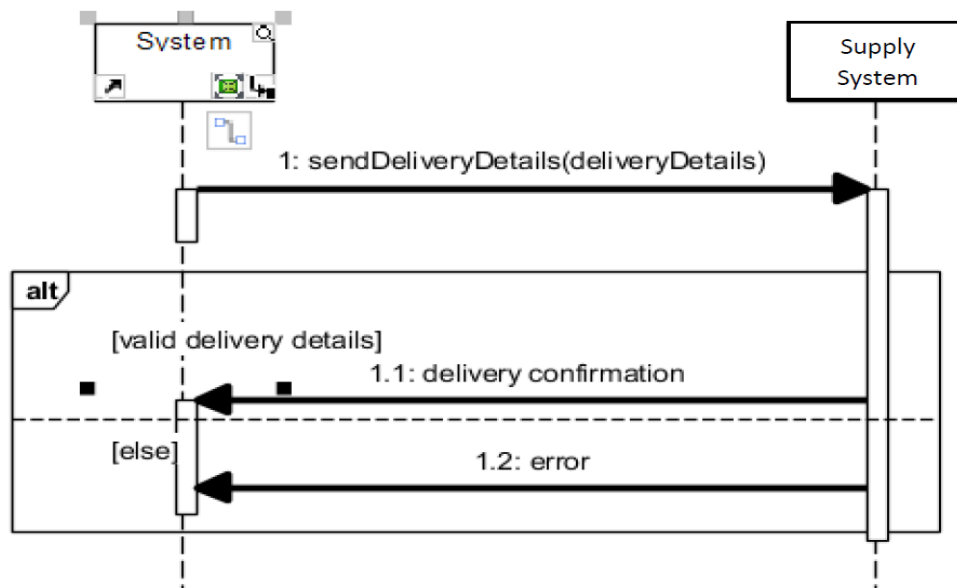 System
Supply
System
1: sendDeliveryDetails(deliveryDetails)
alt
[valid delivery details]
1.1: delivery confirmation
[else]
1.2: error